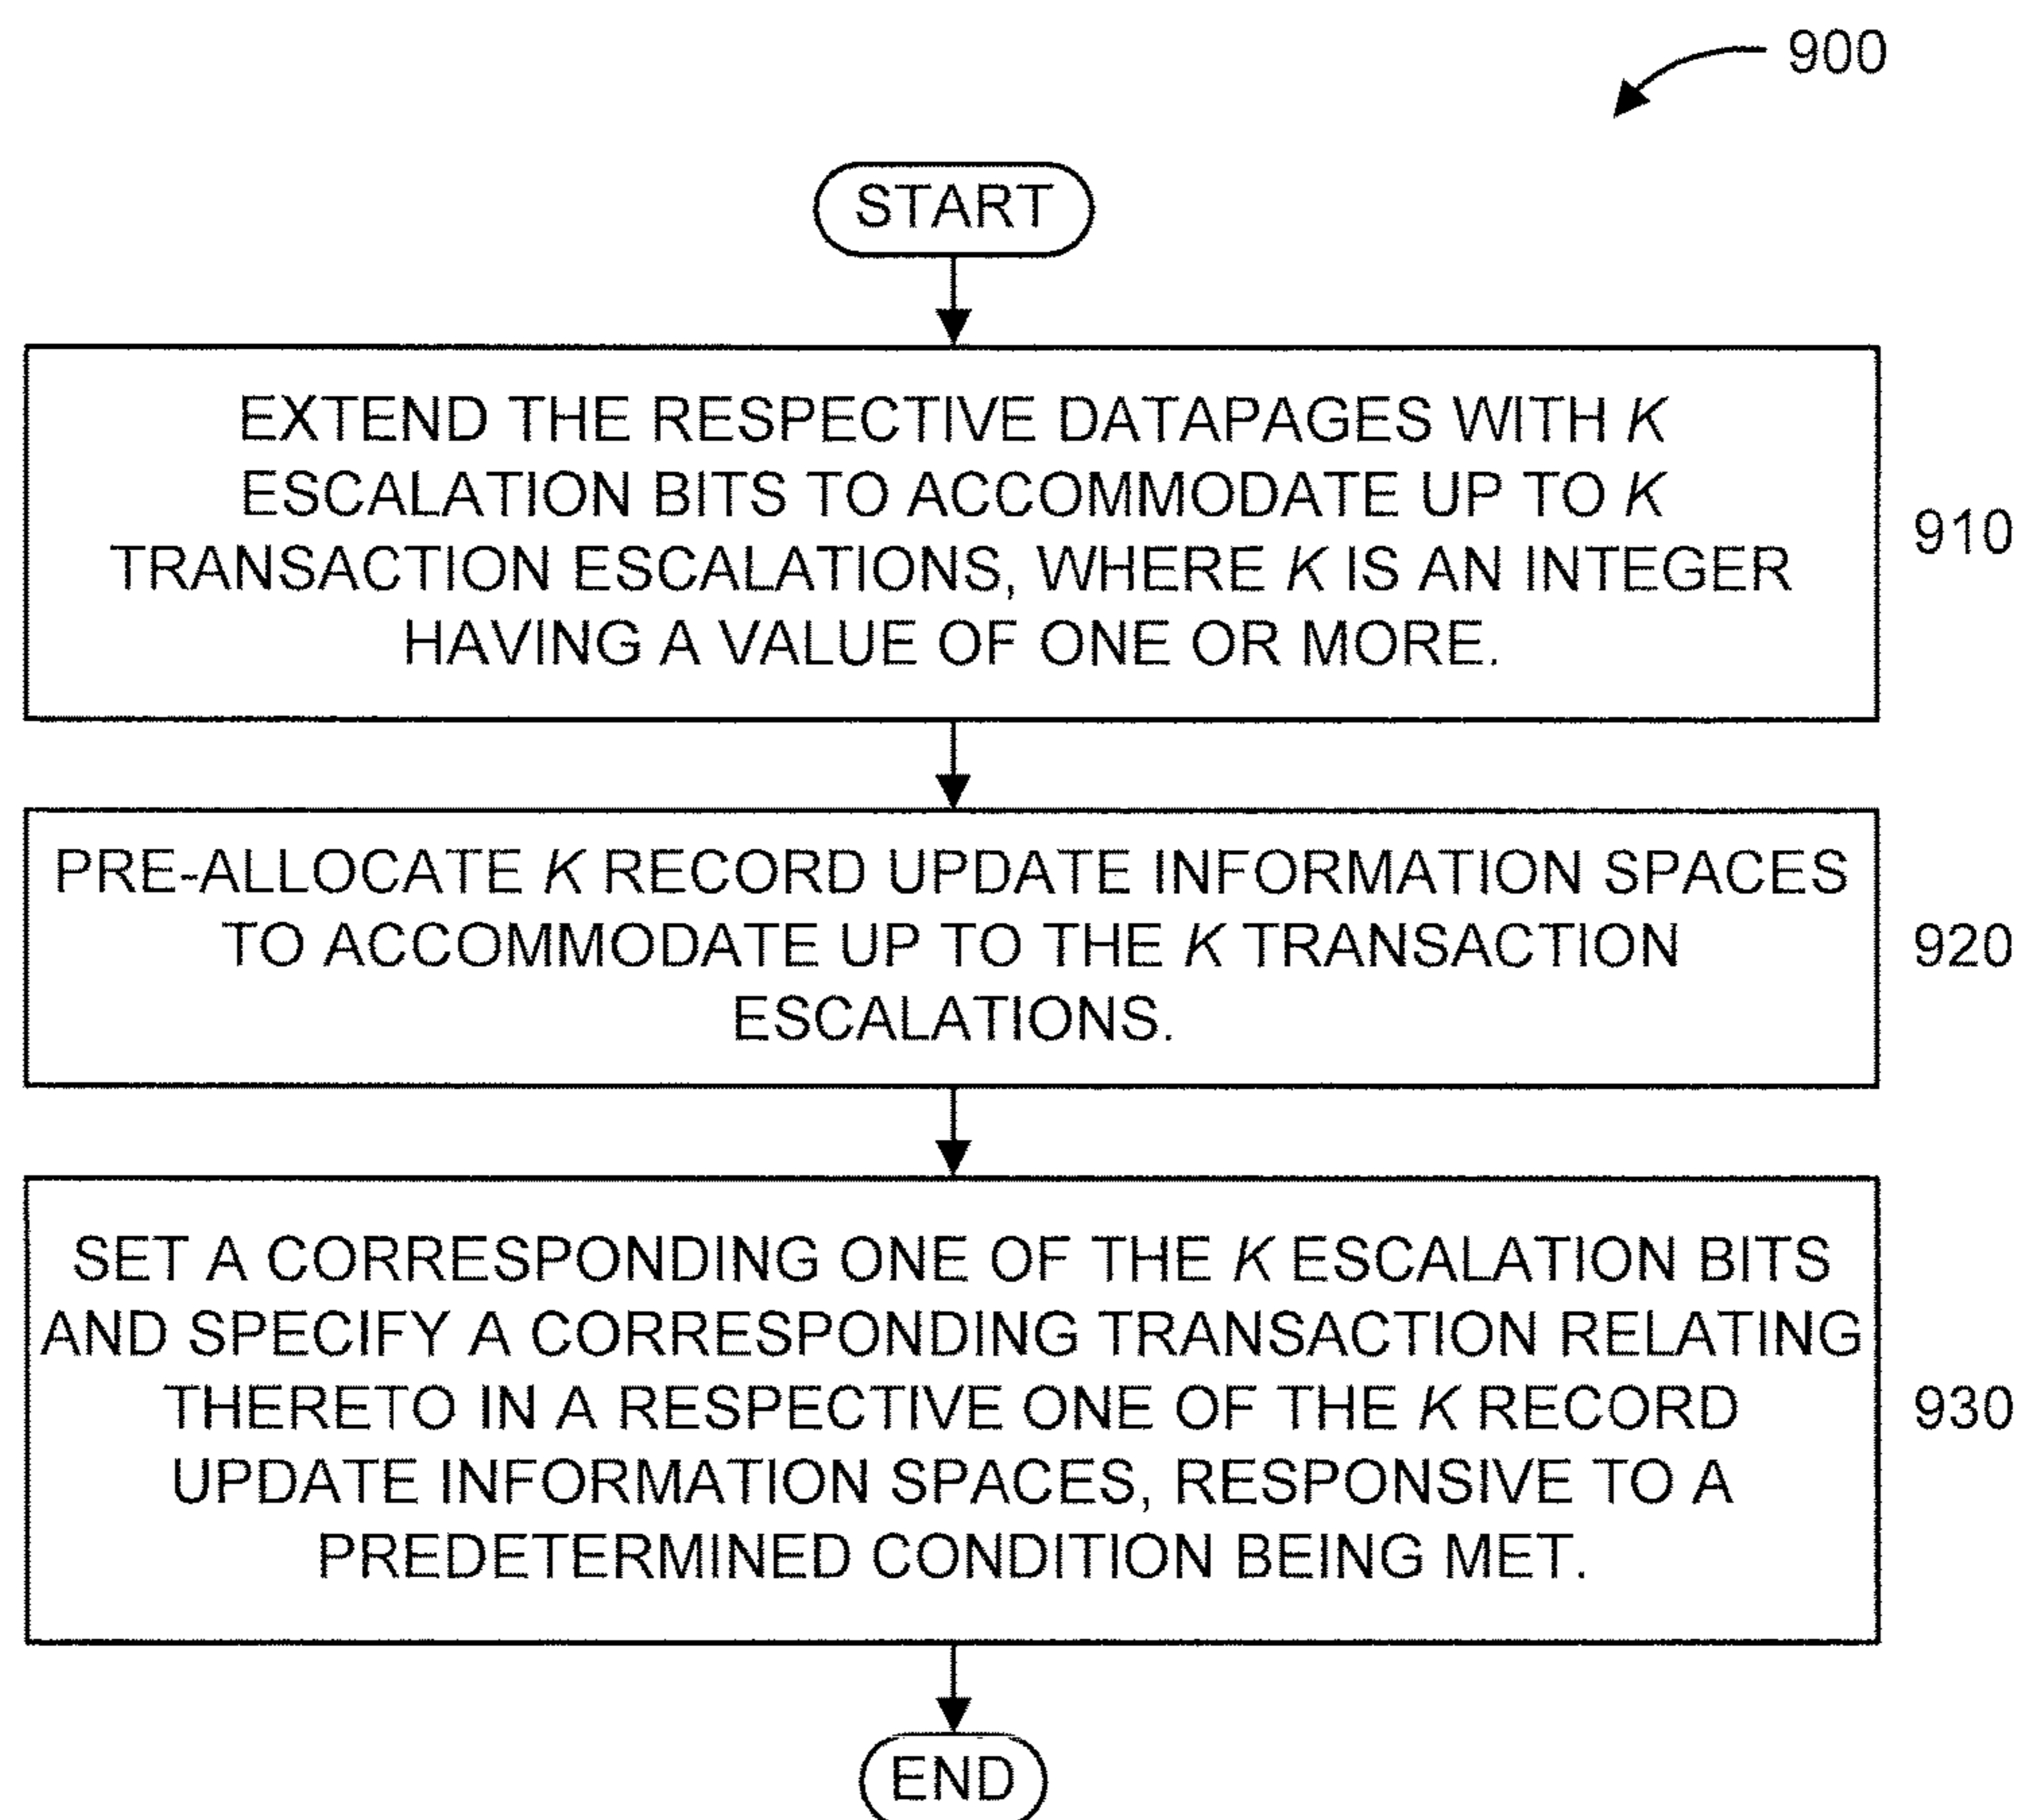 900
START
EXTEND THE RESPECTIVE DATAPAGES WITH K
ESCALATION BITS TO ACCOMMODATE UP TO K
TRANSACTION ESCALATIONS, WHERE K IS AN INTEGER
HAVING A VALUE OF ONE OR MORE.
910
PRE-ALLOCATE K RECORD UPDATE INFORMATION SPACES
TO ACCOMMODATE UP TO THE K TRANSACTION
ESCALATIONS.
920
SET A CORRESPONDING ONE OF THE K ESCALATION BITS
AND SPECIFY A CORRESPONDING TRANSACTION RELATING
THERETO IN A RESPECTIVE ONE OF THE K RECORD
UPDATE INFORMATION SPACES, RESPONSIVE TO A
PREDETERMINED CONDITION BEING MET.
930
END